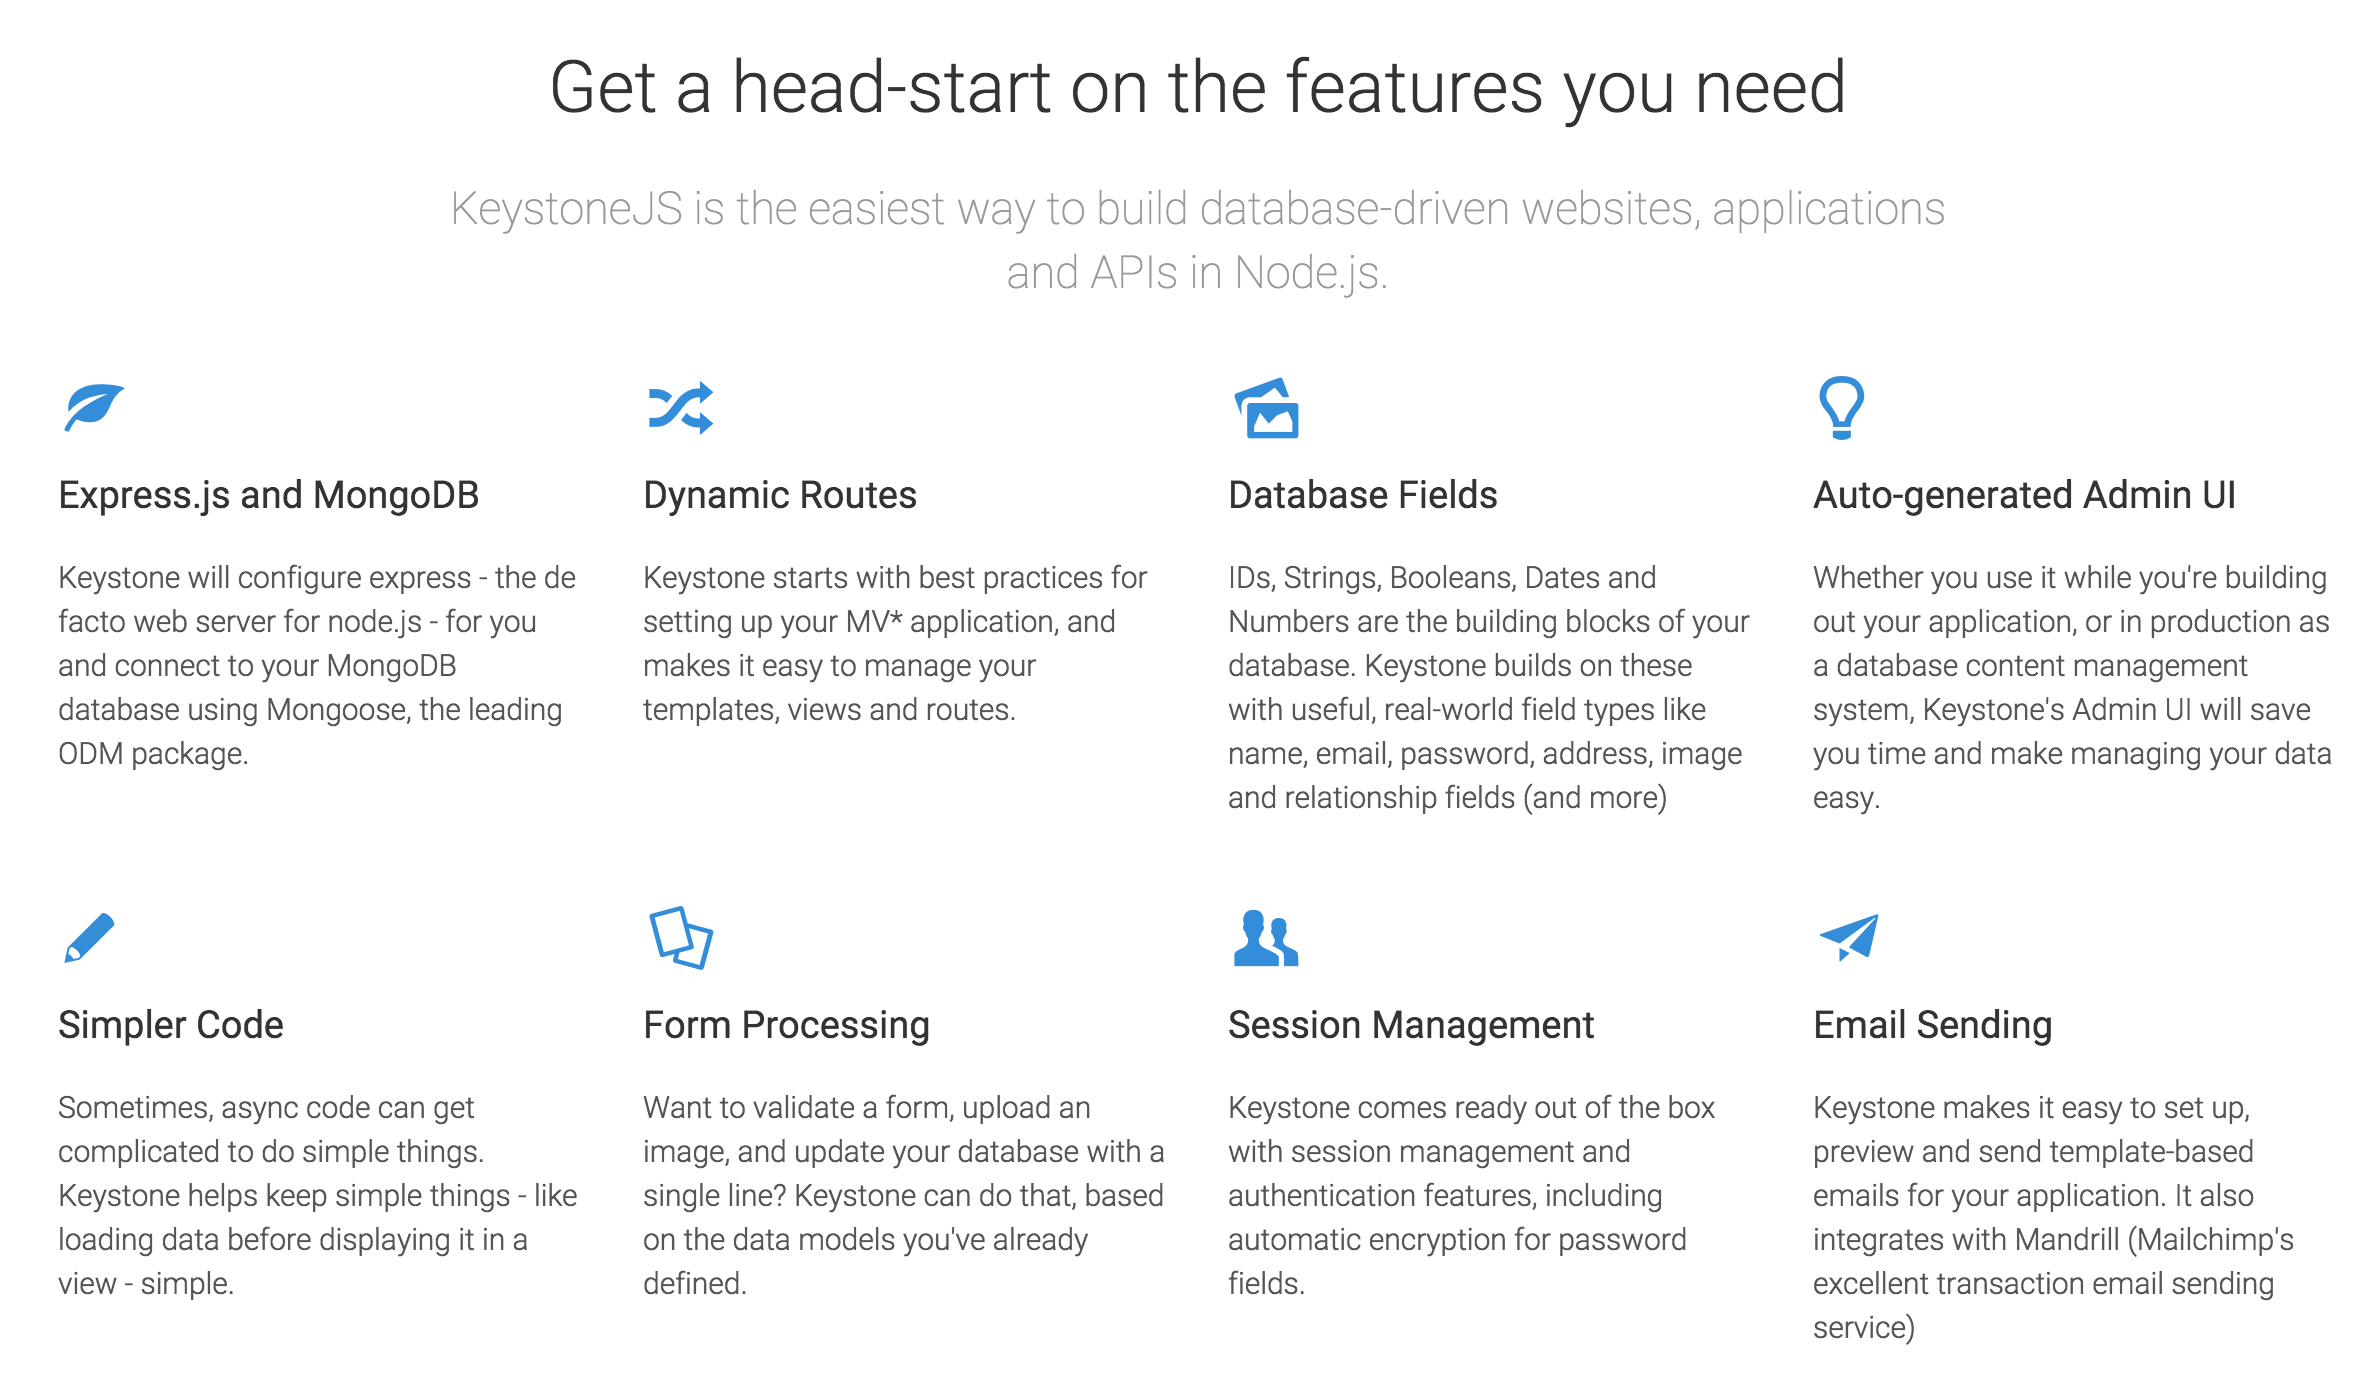 Get a head-start on the features you need
KeystoneJS is the easiest way to build database-driven websites, applications
and APIs in Node.js.
Express.js and MongoDB
Keystone will configure express - the de
facto web server for node.js - for you
and connect to your MongoDB
database using Mongoose, the leading
ODM package.
Dynamic Routes
Keystone starts with best practices for
setting up your MV* application, and
makes it easy to manage your
templates, views and routes.
Database Fields
IDs, Strings, Booleans, Dates and
Numbers are the building blocks of your
database. Keystone builds on these
with useful, real-world field types like
name, email, password, address, image
and relationship fields (and more)
Auto-generated Admin UI
Whether you use it while you're building
out your application, or in production as
a database content management
system, Keystone's Admin UI will save
you time and make managing your data
easy.
Simpler Code
Sometimes, async code can get
complicated to do simple things.
Keystone helps keep simple things - like
loading data before displaying it in a
view - simple.
Form Processing
Want to validate a form, upload an
image, and update your database with a
single line? Keystone can do that, based
on the data models you've already
defined.
Session Management
Keystone comes ready out of the box
with session management and
authentication features, including
automatic encryption for password
fields.
Email Sending
Keystone makes it easy to set up,
preview and send template-based
emails for your application. It also
integrates with Mandrill (Mailchimp's
excellent transaction email sending
service)